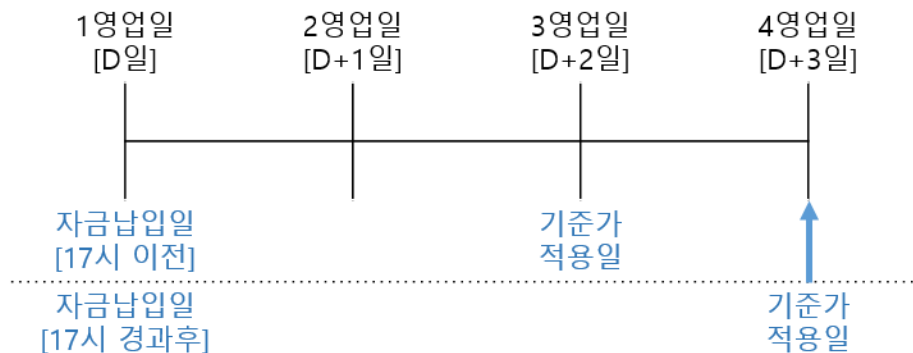 1영업일
[D일]
2영업일
[D+1일]
3영업일
[D+2일]
4영업일
[D+3일]
자금납입일
[17시 이전]
기준가
적용일
자금납입일
[17시 경과후]
기준가
적용일